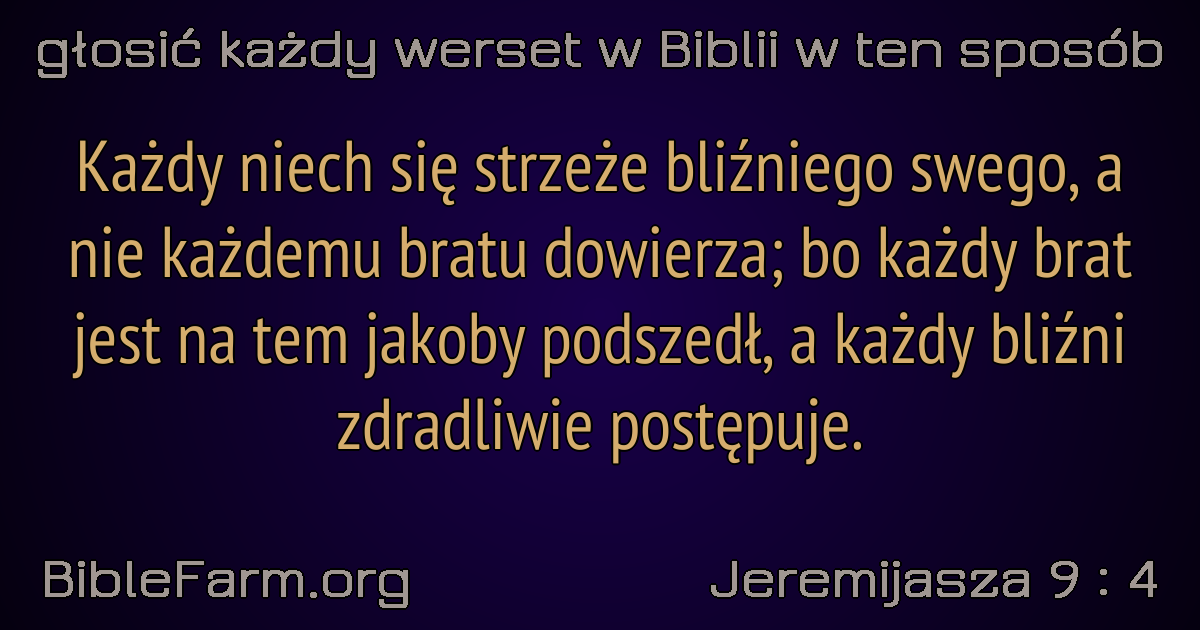 głosić każdy werset w Biblii w ten sposób
Każdy niech się strzeże bliźniego swego, a
nie każdemu bratu dowierza; bo każdy brat
jest na tem jakoby podszedł, a każdy bliźni
zdradliwie postępuje.
BibleFarm.org
Jeremijasza 9 : 4